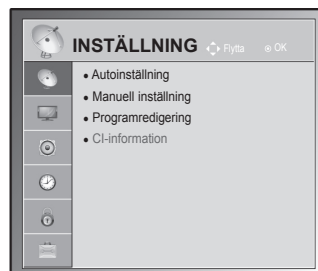 INSTÄLLNING Flytta OK
• Autoinställning
• Manuell inställning
• Programredigering
• CI-information